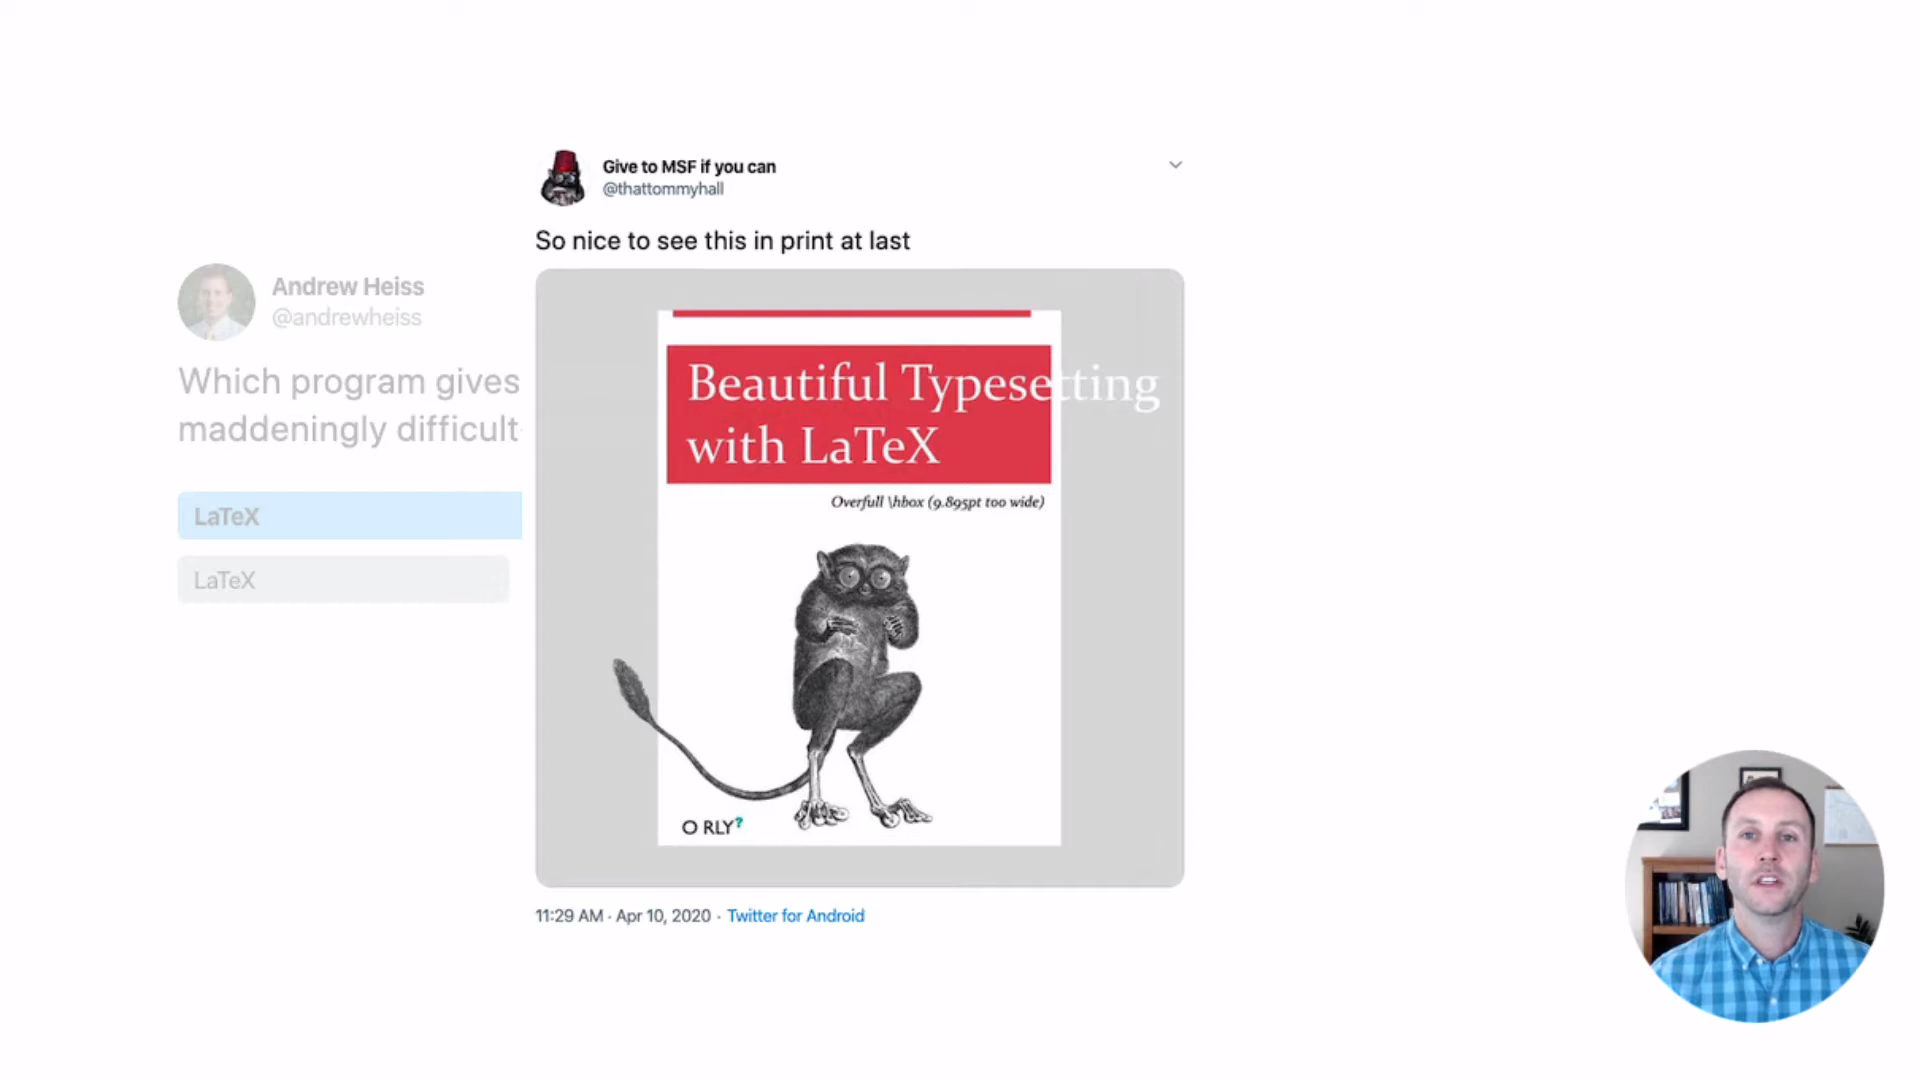 Give to MSF if you can
@thattommyhall
So nice to see this in print at last
Andrew Heiss
@andrewheiss
Which program gives
maddeningly difficult
LaTeX
LaTeX
Beautiful Typesetting
with LaTeX
Overfull \hbox (9.895pt too wide)
O RLY?
11:29 AM · Apr 10, 2020 · Twitter for Android